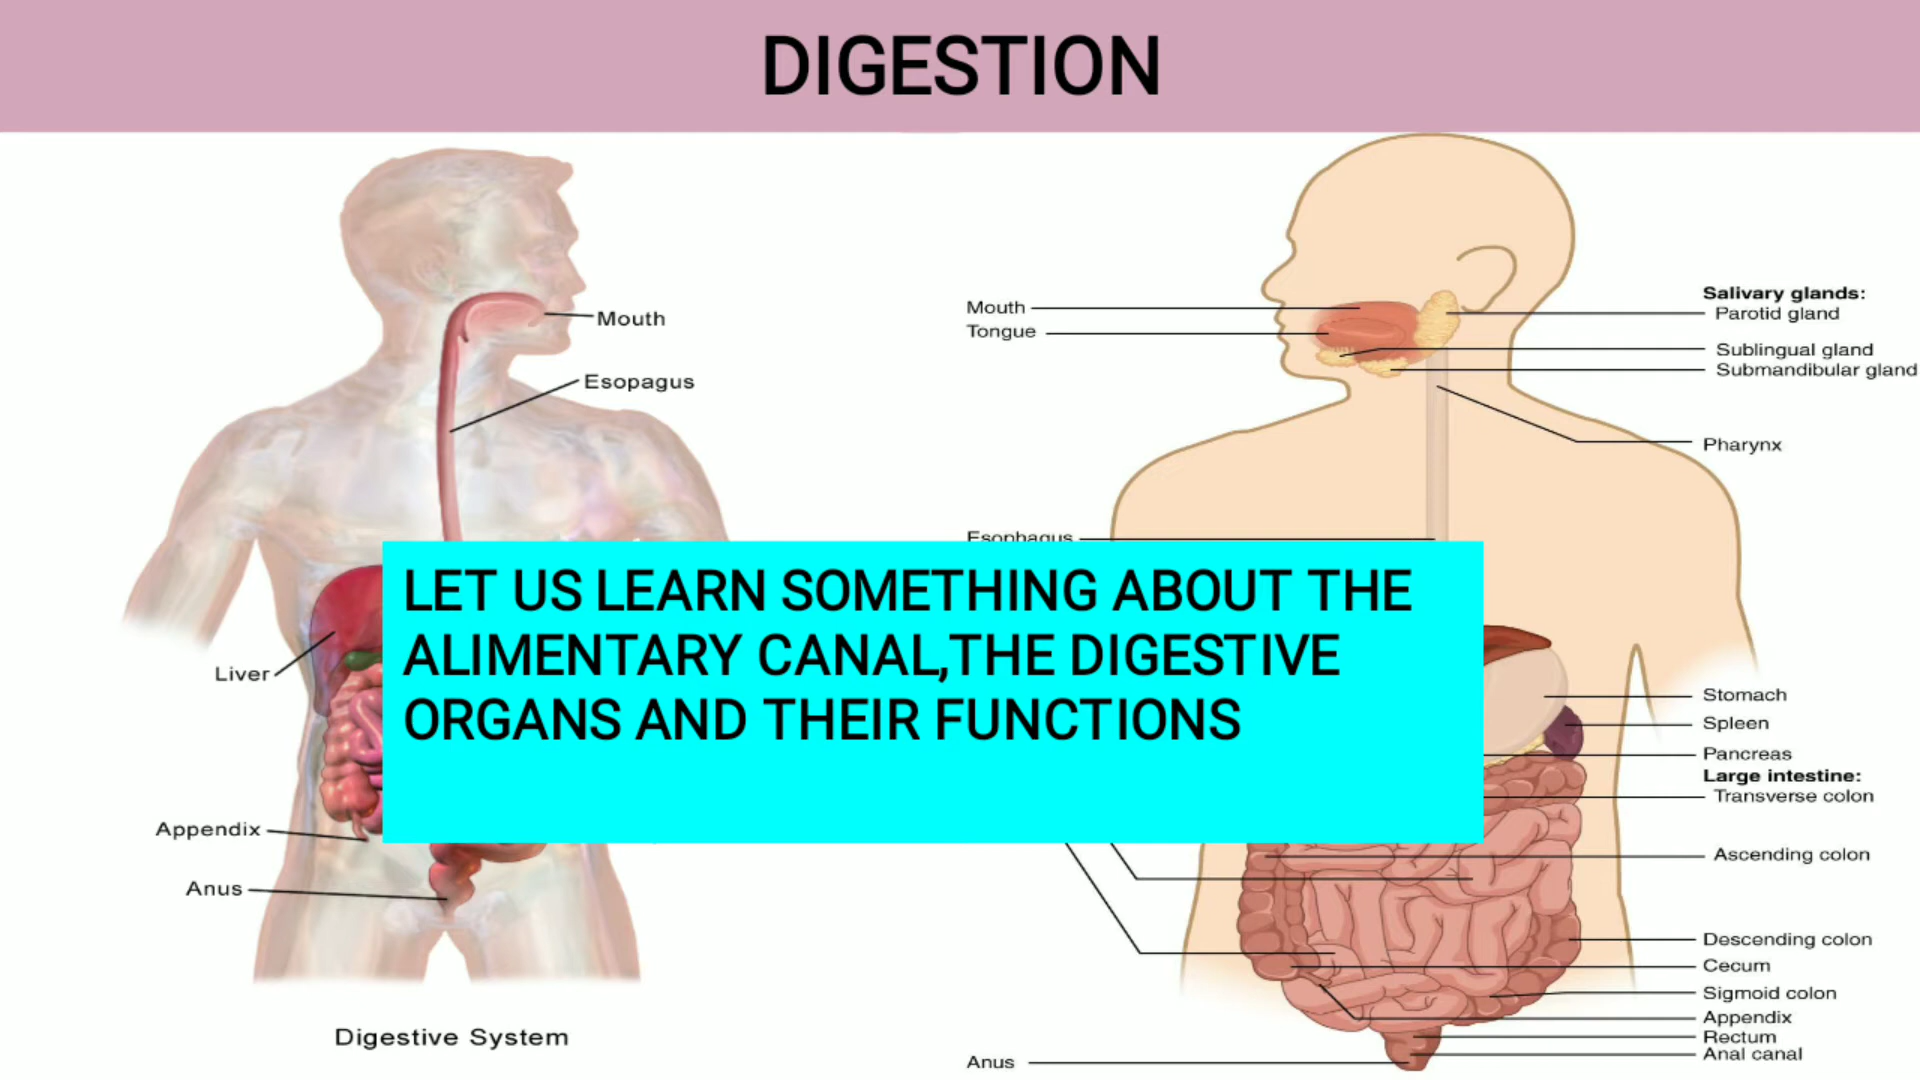 DIGESTION
Mouth
Esopagus
Liver
Appendix
Anus
Digestive System
LET US LEARN SOMETHING ABOUT THE
ALIMENTARY CANAL,THE DIGESTIVE
ORGANS AND THEIR FUNCTIONS
Mouth
Tongue
Esophagus
Anus
Salivary glands:
Parotid gland
Sublingual gland
Submandibular gland
Pharynx
Stomach
Spleen
Pancreas
Large intestine:
Transverse colon
Ascending colon
Descending colon
Cecum
Sigmoid colon
Appendix
Rectum
Anal canal